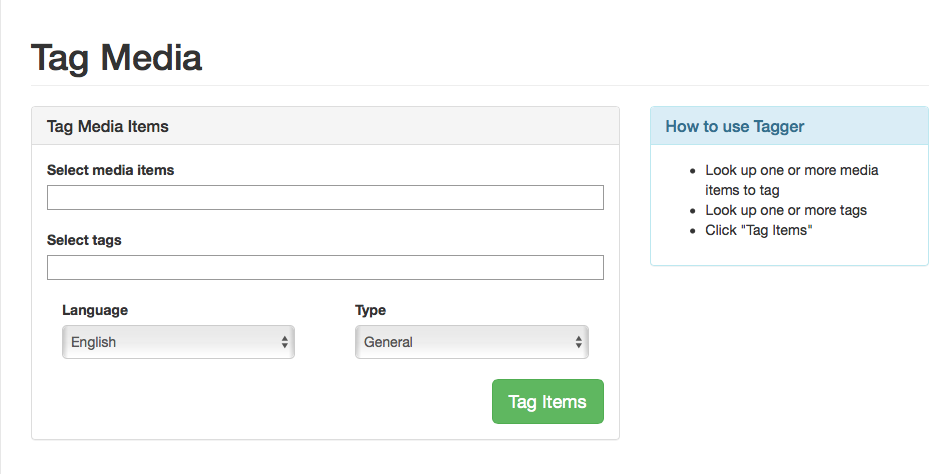 Tag Media
Tag Media Items
Select media items
Select tags
Language
Type
English
General
Tag Items
How to use Tagger
Look up one or more media
items to tag
Look up one or more tags
Click "Tag Items"